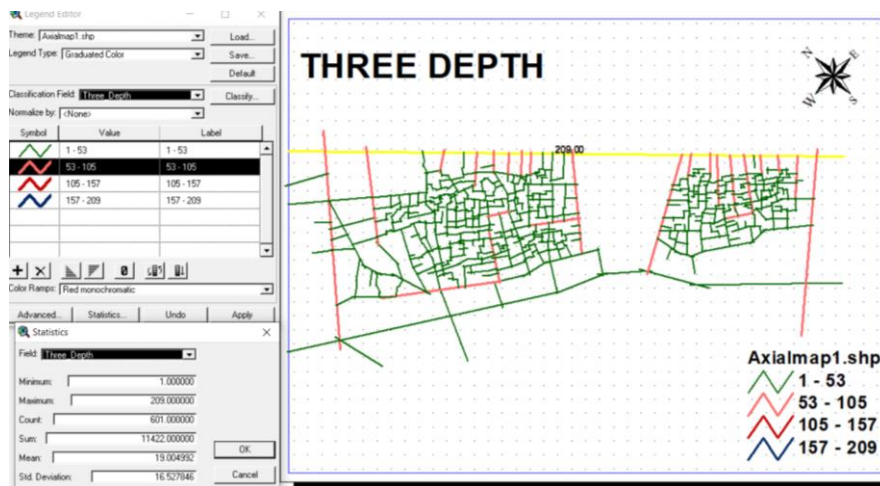 Legend Editor
Theme: Axialmap1.shp Load...
Legend Type: Graduated Color Save...
Default
Classification Field: Three_Depth Classify...
Normalize by: <None>
Symbol Value Label
1 - 53 1 - 53
53 - 105 53 - 105
105 - 157 105 - 157
157 - 209 157 - 209
Color Ramps: Red monochromatic
Advanced... Statistics... Undo Apply
Statistics
Field: Three_Depth
Minimum: 1.000000
Maximum: 209.000000
Count: 601.000000
Sum: 11422.000000
Mean: 19.004992
Std. Deviation: 16.527846
OK
Cancel
THREE DEPTH
N
E
W
S
209.00
Axialmap1.shp
1 - 53
53 - 105
105 - 157
157 - 209